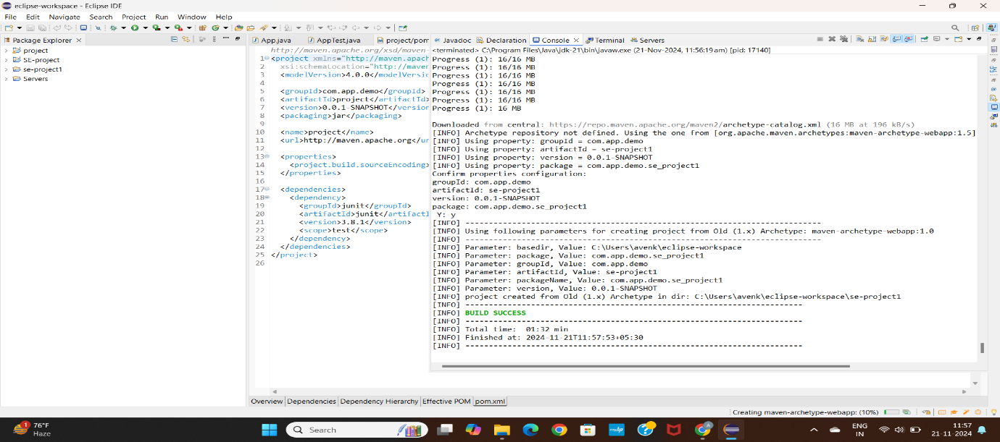 eclipse-workspace - Eclipse IDE
File Edit Navigate Search Project Run Window Help
Package Explorer
project
SE-project
se-project1
Servers
App.java AppTest.java project/pom
http://maven.apache.org/xsd/maven-
1 <project xmlns="http://maven.apach
2 xsi:schemaLocation="http://maven
3 <modelVersion>4.0.0</modelVersio
4
5 <groupId>com.app.demo</groupId>
6 <artifactId>project</artifactId>
7 <version>0.0.1-SNAPSHOT</version
8 <packaging>jar</packaging>
9
10 <name>project</name>
11 <url>http://maven.apache.org</ur
12
13 <properties>
14 <project.build.sourceEncoding>
15 </properties>
16
17 <dependencies>
18 <dependency>
19 <groupId>junit</groupId>
20 <artifactId>junit</artifactI
21 <version>3.8.1</version>
22 <scope>test</scope>
23 </dependency>
24 </dependencies>
25 </project>
26
Overview Dependencies Dependency Hierarchy Effective POM pom.xml
Javadoc Declaration Console Terminal Servers
<terminated> C:\Program Files\Java\jdk-21\bin\javaw.exe (21-Nov-2024, 11:56:19 am) [pid: 17140]
Progress (1): 16/16 MB
Progress (1): 16/16 MB
Progress (1): 16/16 MB
Progress (1): 16/16 MB
Progress (1): 16/16 MB
Progress (1): 16/16 MB
Progress (1): 16 MB
Downloaded from central: https://repo.maven.apache.org/maven2/archetype-catalog.xml (16 MB at 196 kB/s)
[INFO] Archetype repository not defined. Using the one from [org.apache.maven.archetypes:maven-archetype-webapp:1.5]
[INFO] Using property: groupId = com.app.demo
[INFO] Using property: artifactId = se-project1
[INFO] Using property: version = 0.0.1-SNAPSHOT
[INFO] Using property: package = com.app.demo.se_project1
Confirm properties configuration:
groupId: com.app.demo
artifactId: se-project1
version: 0.0.1-SNAPSHOT
package: com.app.demo.se_project1
Y: y
[INFO] ----------------------------------------------------------------------------
[INFO] Using following parameters for creating project from Old (1.x) Archetype: maven-archetype-webapp:1.0
[INFO] ----------------------------------------------------------------------------
[INFO] Parameter: basedir, Value: C:\Users\avenk\eclipse-workspace
[INFO] Parameter: package, Value: com.app.demo.se_project1
[INFO] Parameter: groupId, Value: com.app.demo
[INFO] Parameter: artifactId, Value: se-project1
[INFO] Parameter: packageName, Value: com.app.demo.se_project1
[INFO] Parameter: version, Value: 0.0.1-SNAPSHOT
[INFO] project created from Old (1.x) Archetype in dir: C:\Users\avenk\eclipse-workspace\se-project1
[INFO] ------------------------------------------------------------------------
[INFO] BUILD SUCCESS
[INFO] ------------------------------------------------------------------------
[INFO] Total time: 01:32 min
[INFO] Finished at: 2024-11-21T11:57:53+05:30
[INFO] ------------------------------------------------------------------------
Creating maven-archetype-webapp: (10%)
1
76°F
Haze
Search
myhp
ENG
IN
11:57
21-11-2024